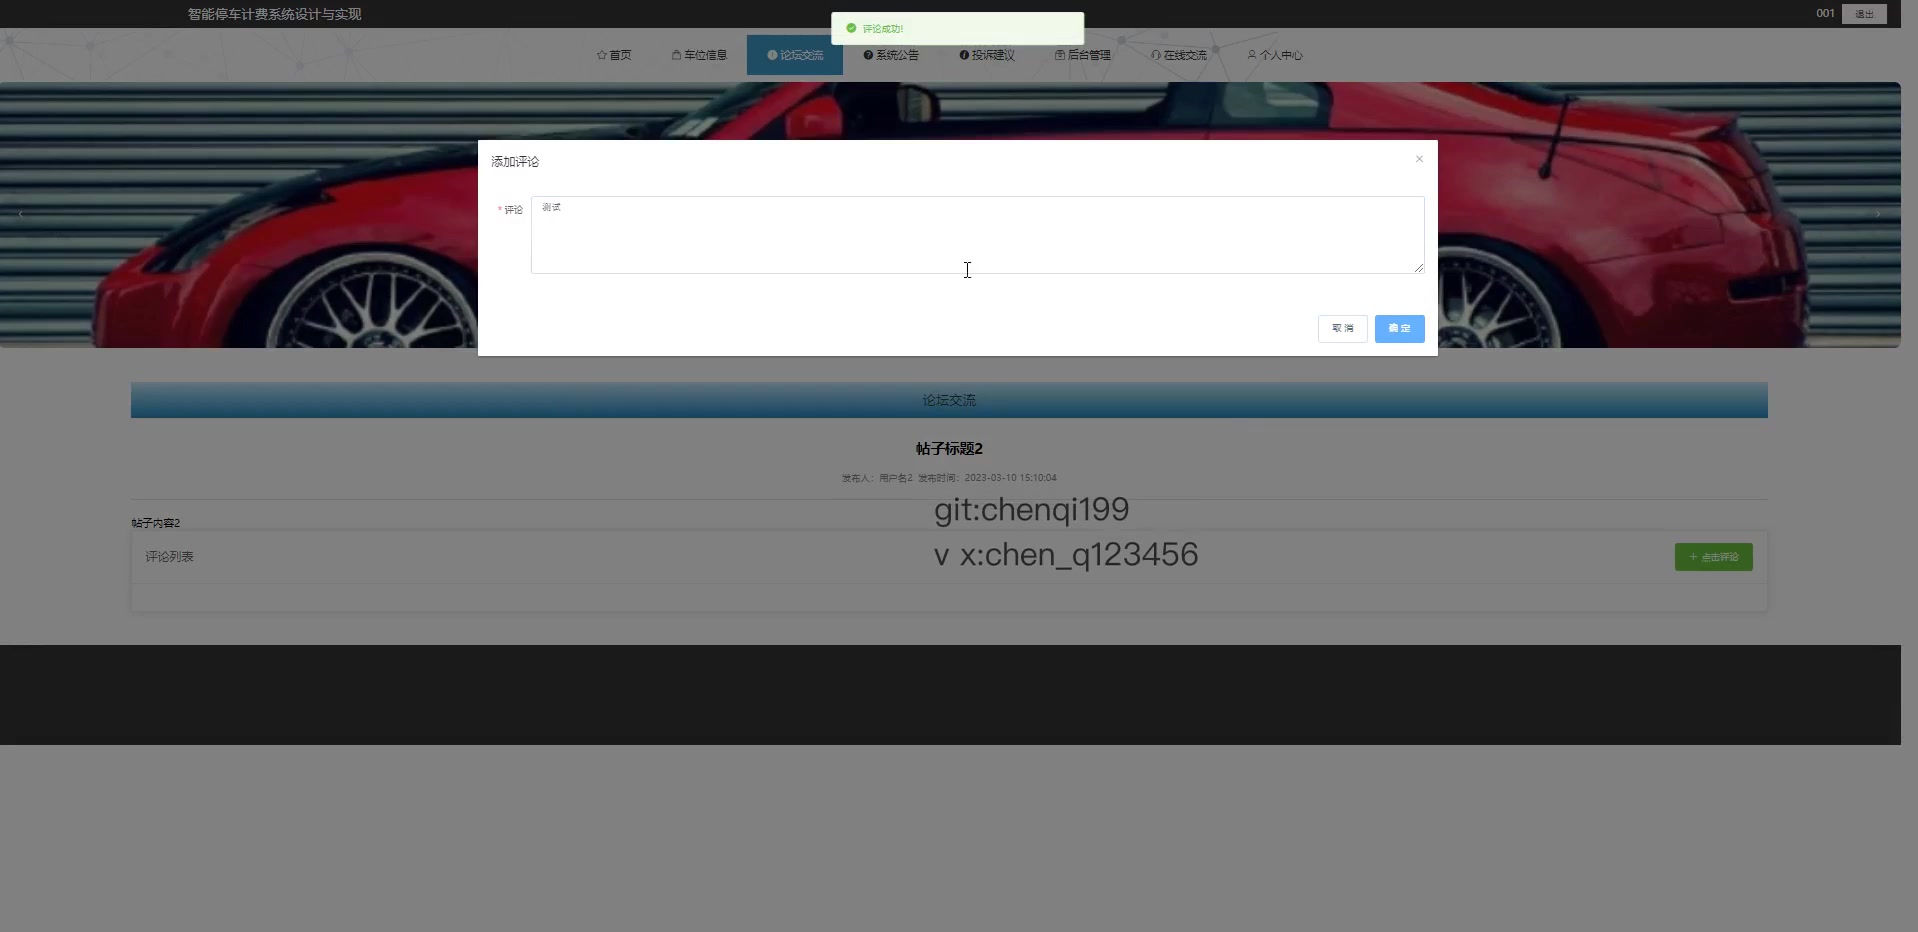 智能停车计费系统设计与实现
001 退出
评论成功!
首页 车位信息 论坛交流 系统公告 投诉建议 后台管理 在线交流 个人中心
添加评论
* 评论 测试
取消 确定
论坛交流
帖子标题2
发布人：用户名2 发布时间：2023-03-10 15:10:04
git:chenqi199
帖子内容2
评论列表
v x:chen_q123456
+ 点击评论